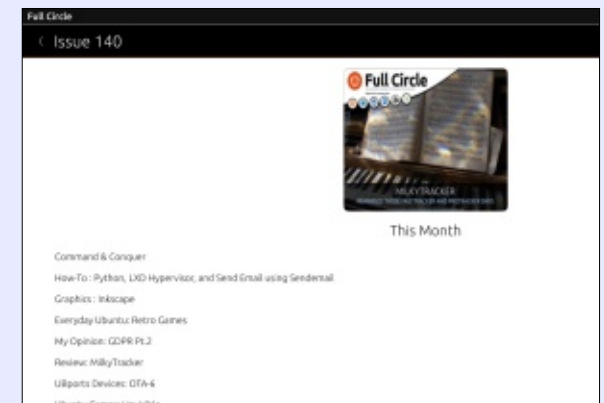 Full Circle
‹ Issue 140
Full Circle
MILKYTRACKER
This Month
Command & Conquer
How-To : Python, LXD Hypervisor, and Send Email using Sendemail
Graphics : Inkscape
Everyday Ubuntu: Retro Games
My Opinion: GDPR Pt.2
Review: MilkyTracker
UBports Devices: OTA-6